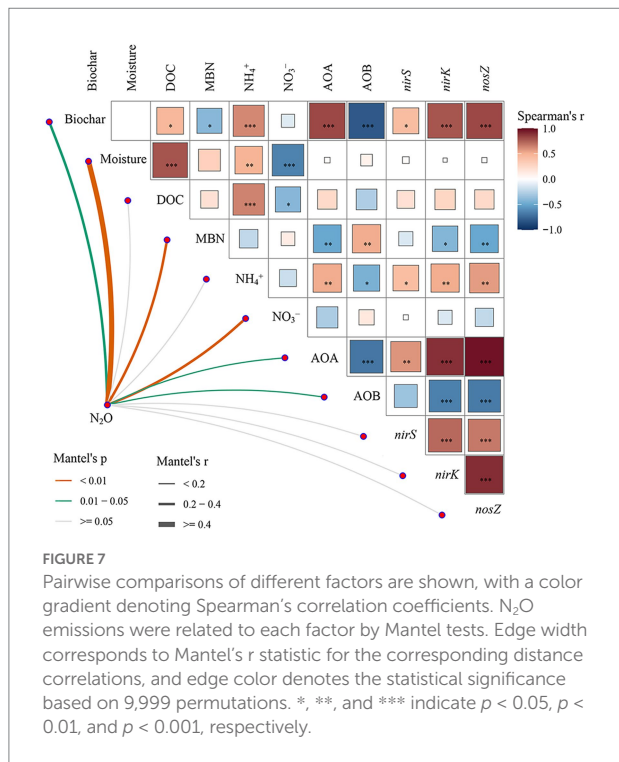 Biochar
Moisture
DOC
MBN
NH₄⁺
NO₃⁻
AOA
AOB
nirS
nirK
nosZ
Biochar * * *** *** *** * *** ***
Moisture *** ** ***
DOC *** *
MBN ** ** * **
NH₄⁺ ** * * ** **
NO₃⁻
AOA *** ** *** ***
AOB *** ***
nirS *** ***
nirK ***
nosZ
Spearman's r
1.0
0.5
0.0
−0.5
−1.0
N₂O
Mantel's p
< 0.01
0.01 − 0.05
>= 0.05
Mantel's r
< 0.2
0.2 − 0.4
>= 0.4
FIGURE 7
Pairwise comparisons of different factors are shown, with a color
gradient denoting Spearman's correlation coefficients. N₂O
emissions were related to each factor by Mantel tests. Edge width
corresponds to Mantel's r statistic for the corresponding distance
correlations, and edge color denotes the statistical significance
based on 9,999 permutations. *, **, and *** indicate p < 0.05, p <
0.01, and p < 0.001, respectively.